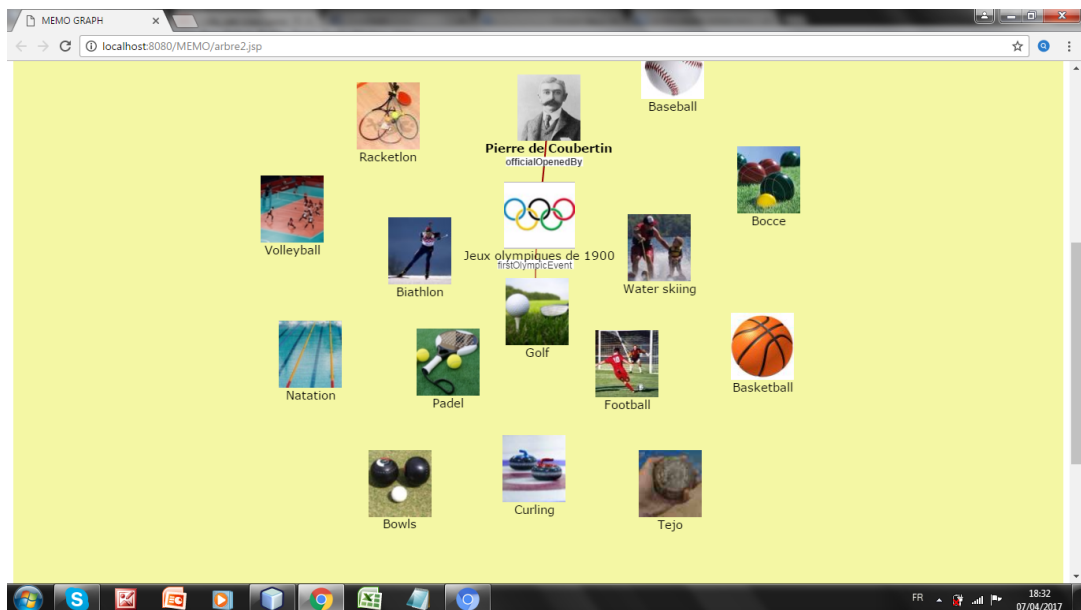 MEMO GRAPH
localhost:8080/MEMO/arbre2.jsp
Baseball
Racketlon
Pierre de Coubertin
officialOpenedBy
Bocce
Volleyball
Jeux olympiques de 1900
firstOlympicEvent
Biathlon
Water skiing
Golf
Natation
Padel
Football
Basketball
Bowls
Curling
Tejo
FR
18:32
07/04/2017